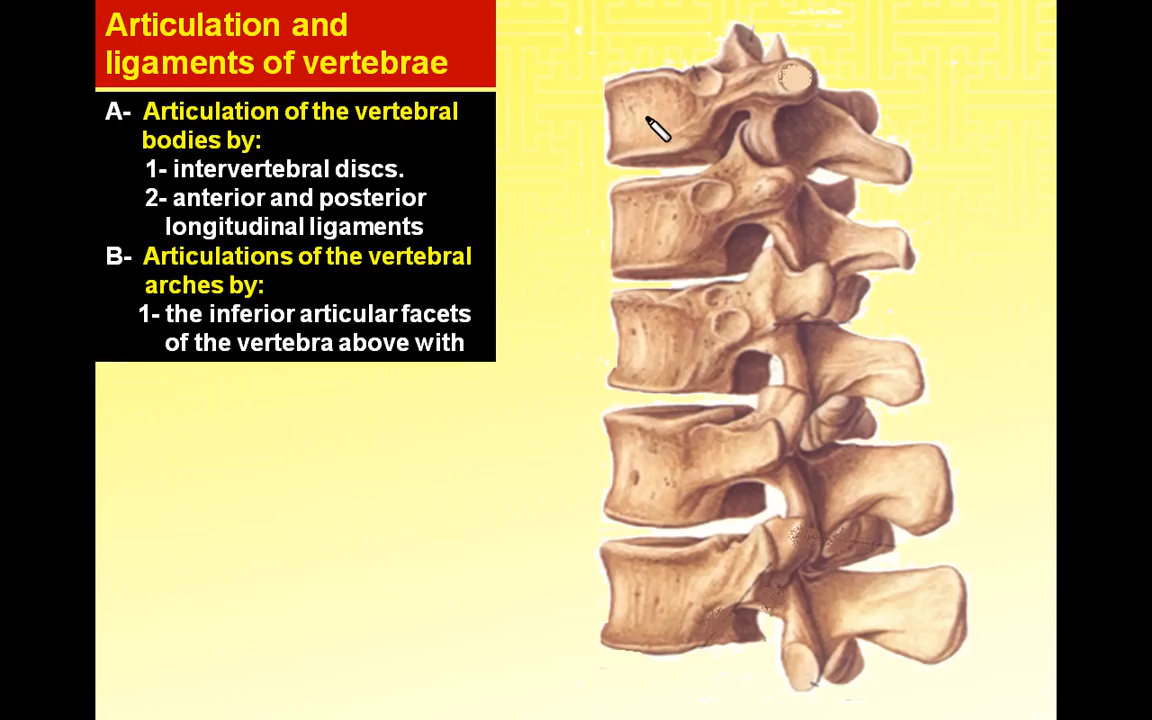 Articulation and
ligaments of vertebrae
A- Articulation of the vertebral
bodies by:
1- intervertebral discs.
2- anterior and posterior
longitudinal ligaments
B- Articulations of the vertebral
arches by:
1- the inferior articular facets
of the vertebra above with